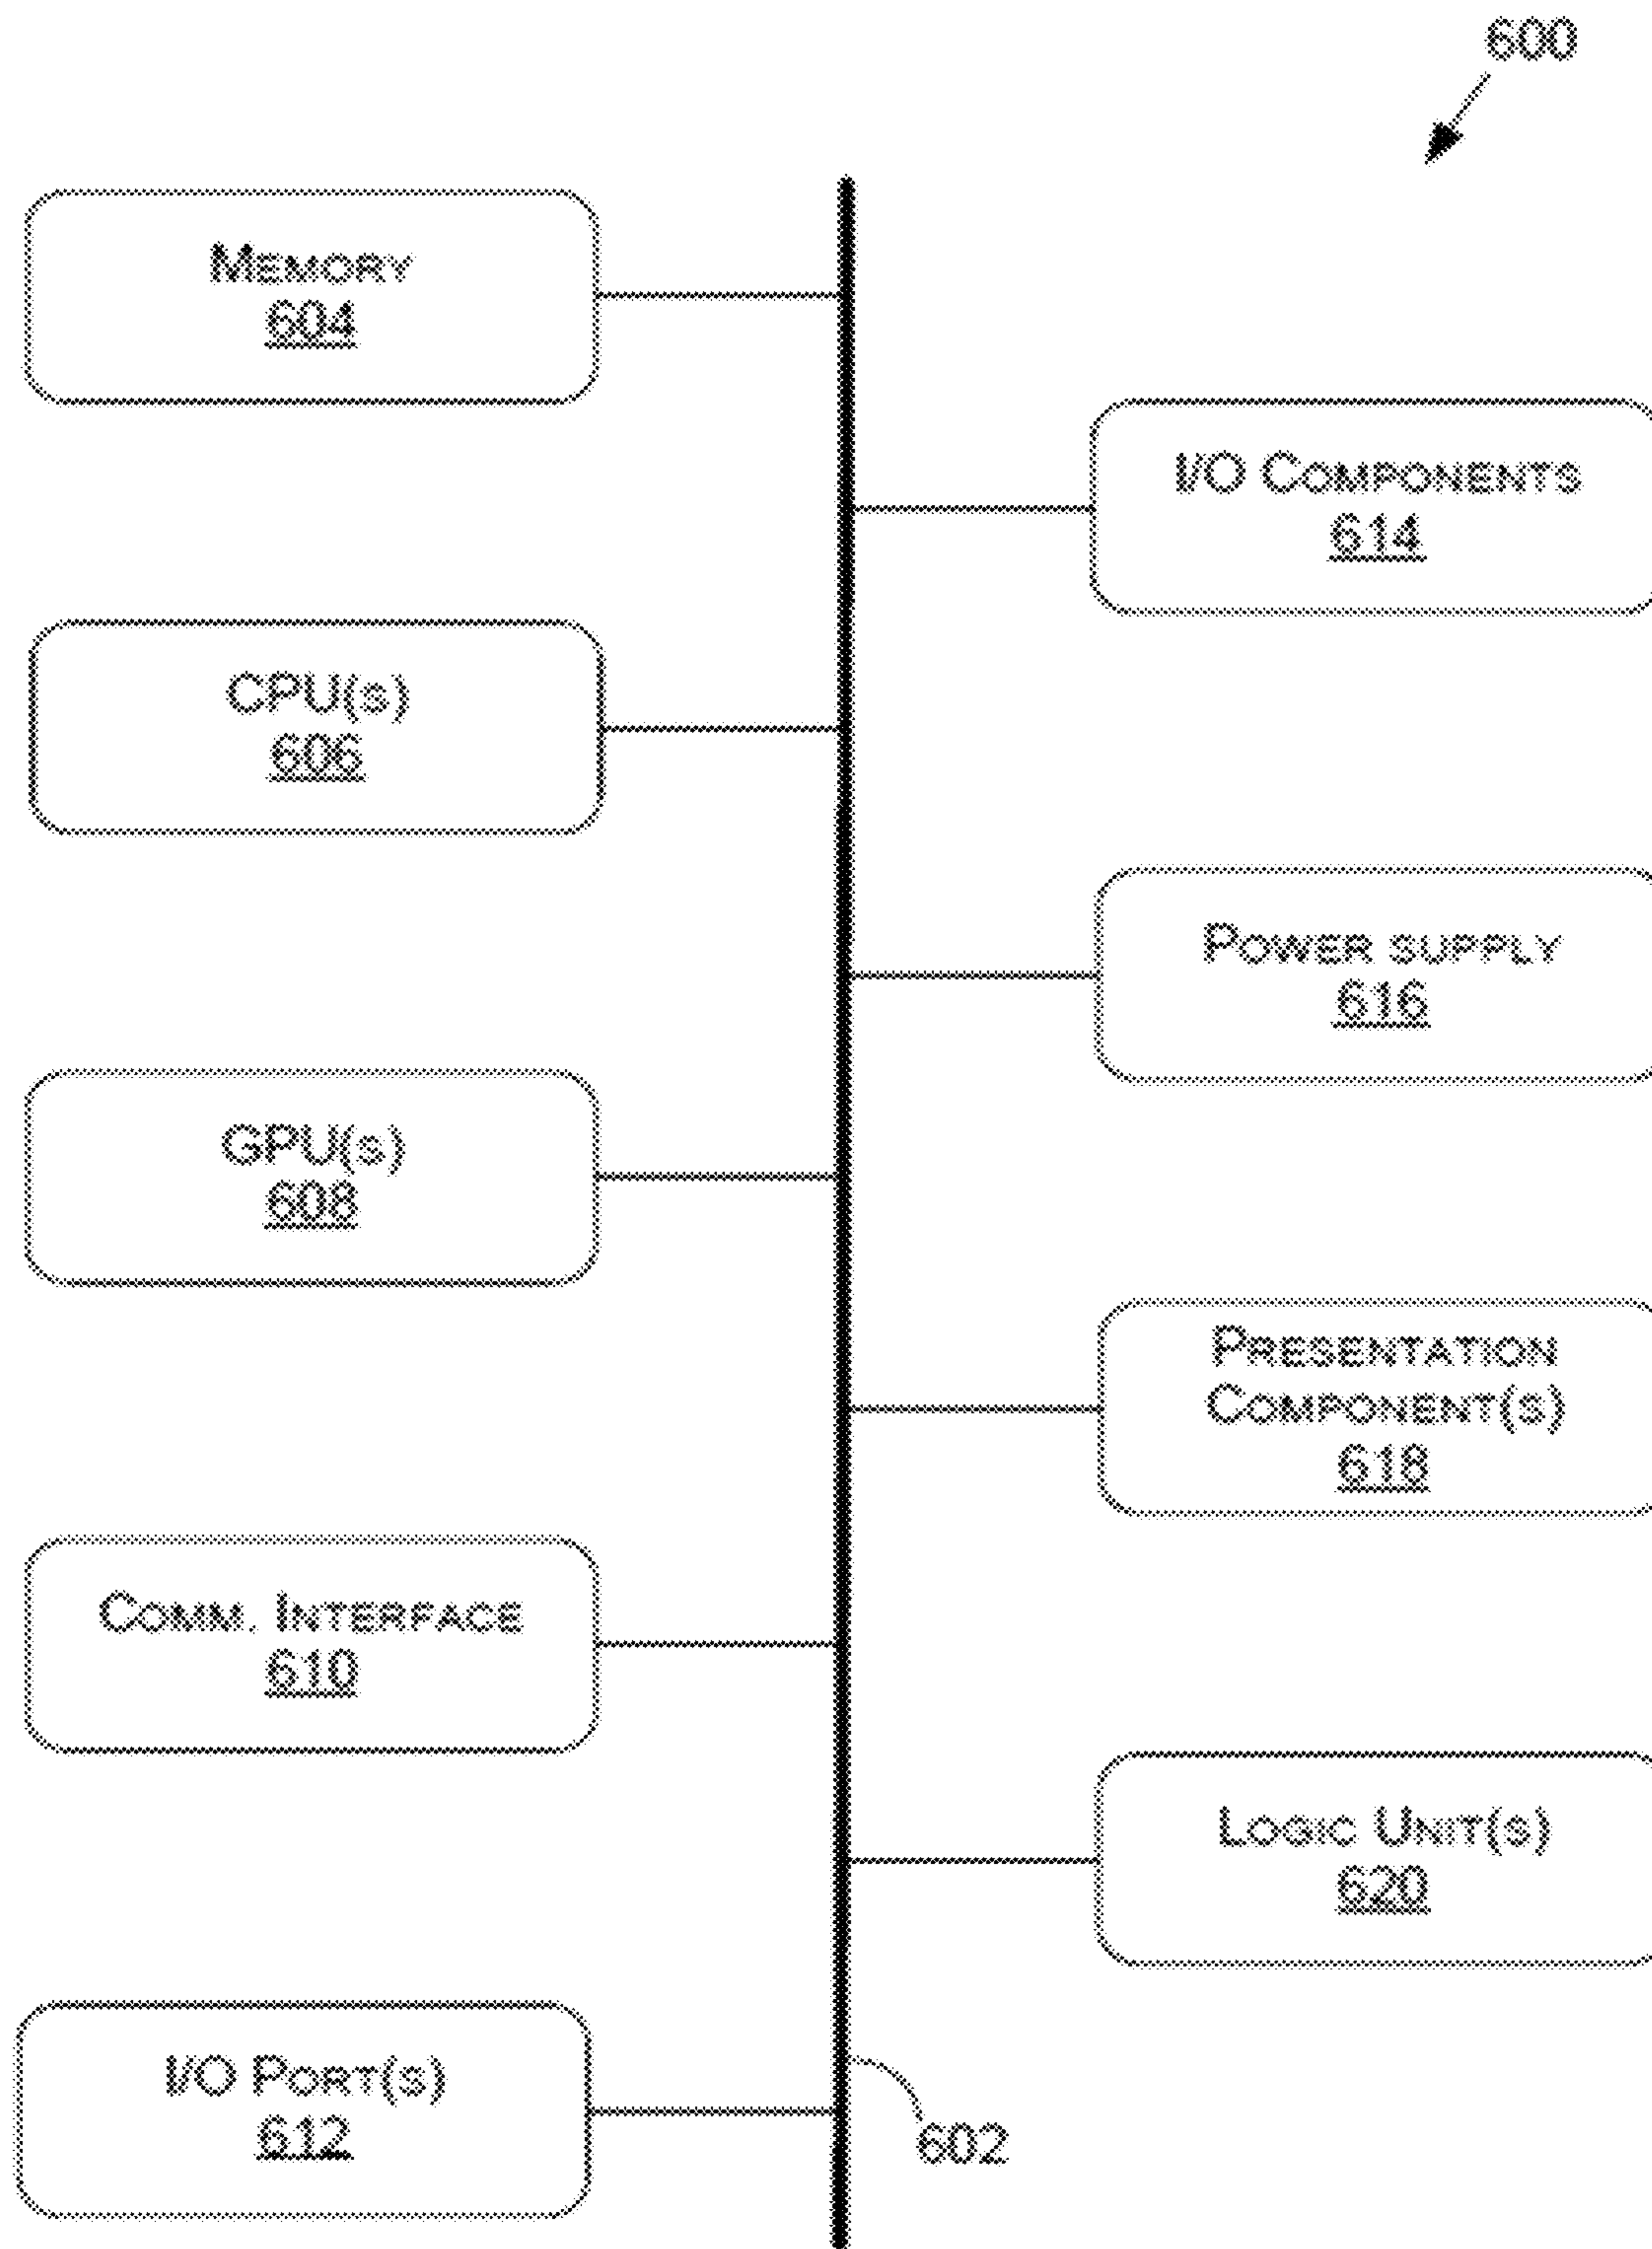 600
MEMORY
604
I/O COMPONENTS
614
CPU(S)
606
POWER SUPPLY
616
GPU(S)
608
PRESENTATION
COMPONENT(S)
618
COMM. INTERFACE
610
LOGIC UNIT(S)
620
I/O PORT(S)
612
602